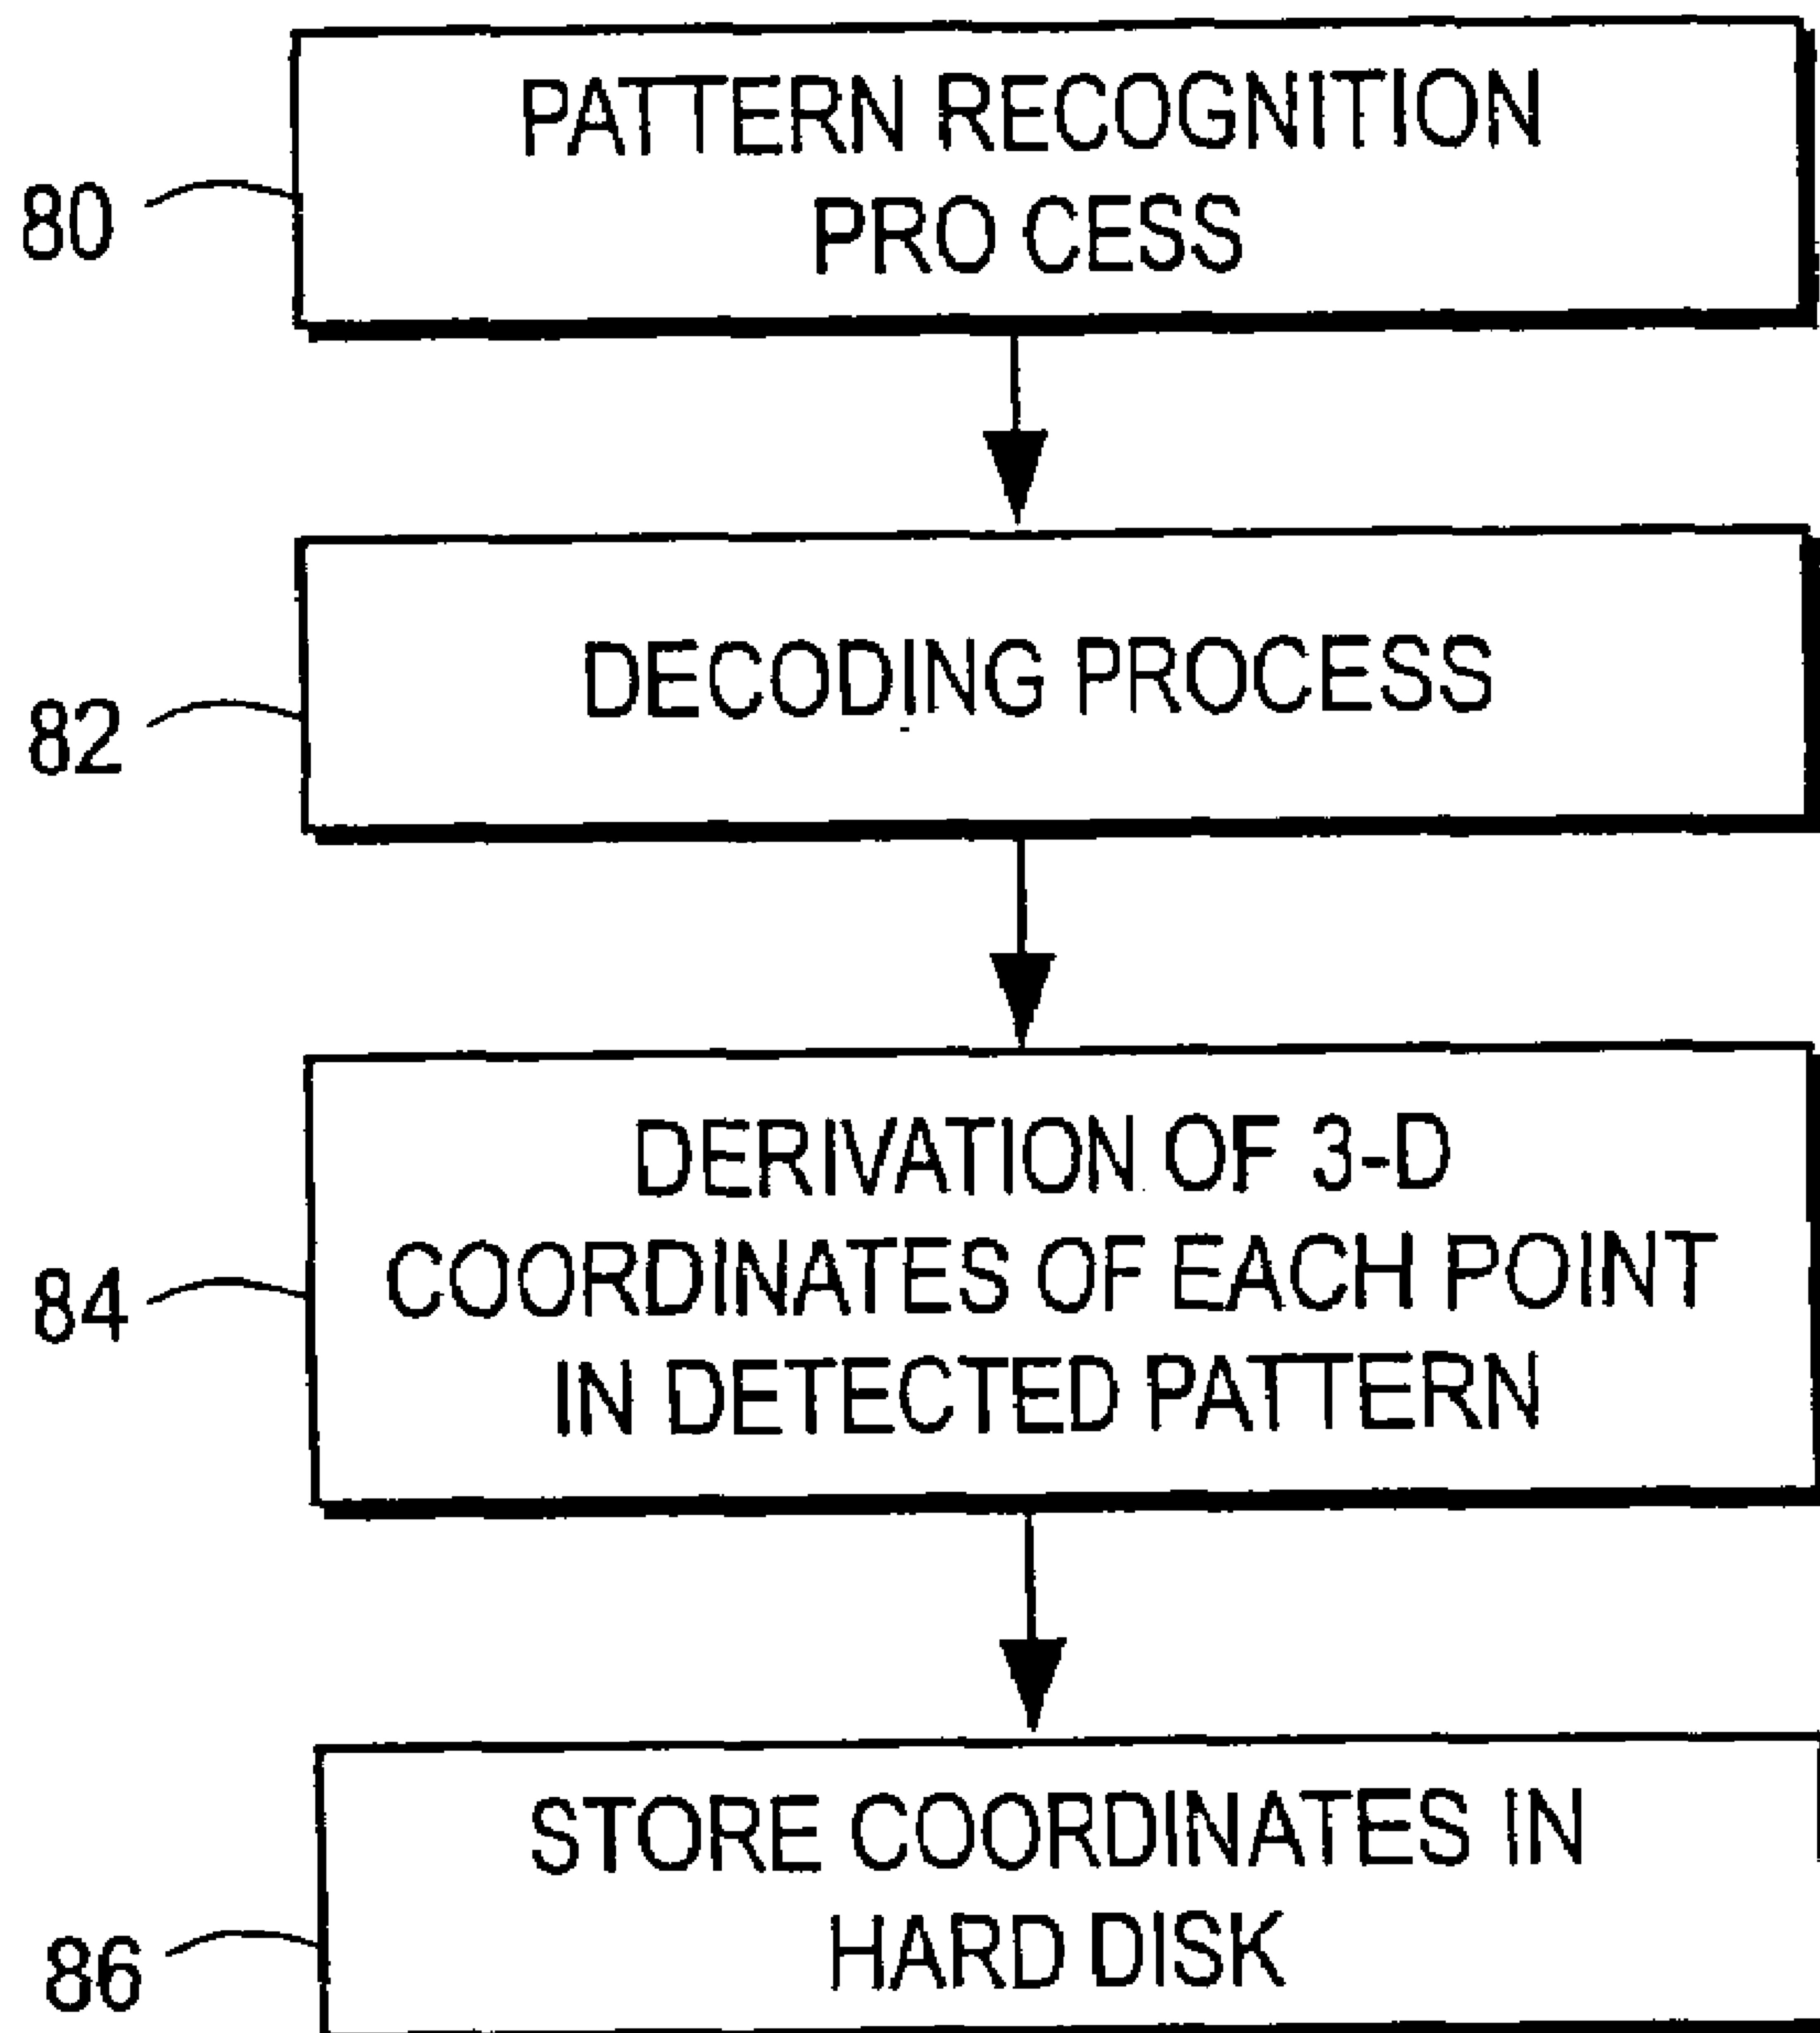 PATTERN RECOGNITION
PRO CESS
80
DECODING PROCESS
82
DERIVATION OF 3-D
COORDINATES OF EACH POINT
IN DETECTED PATTERN
84
STORE COORDINATES IN
HARD DISK
86